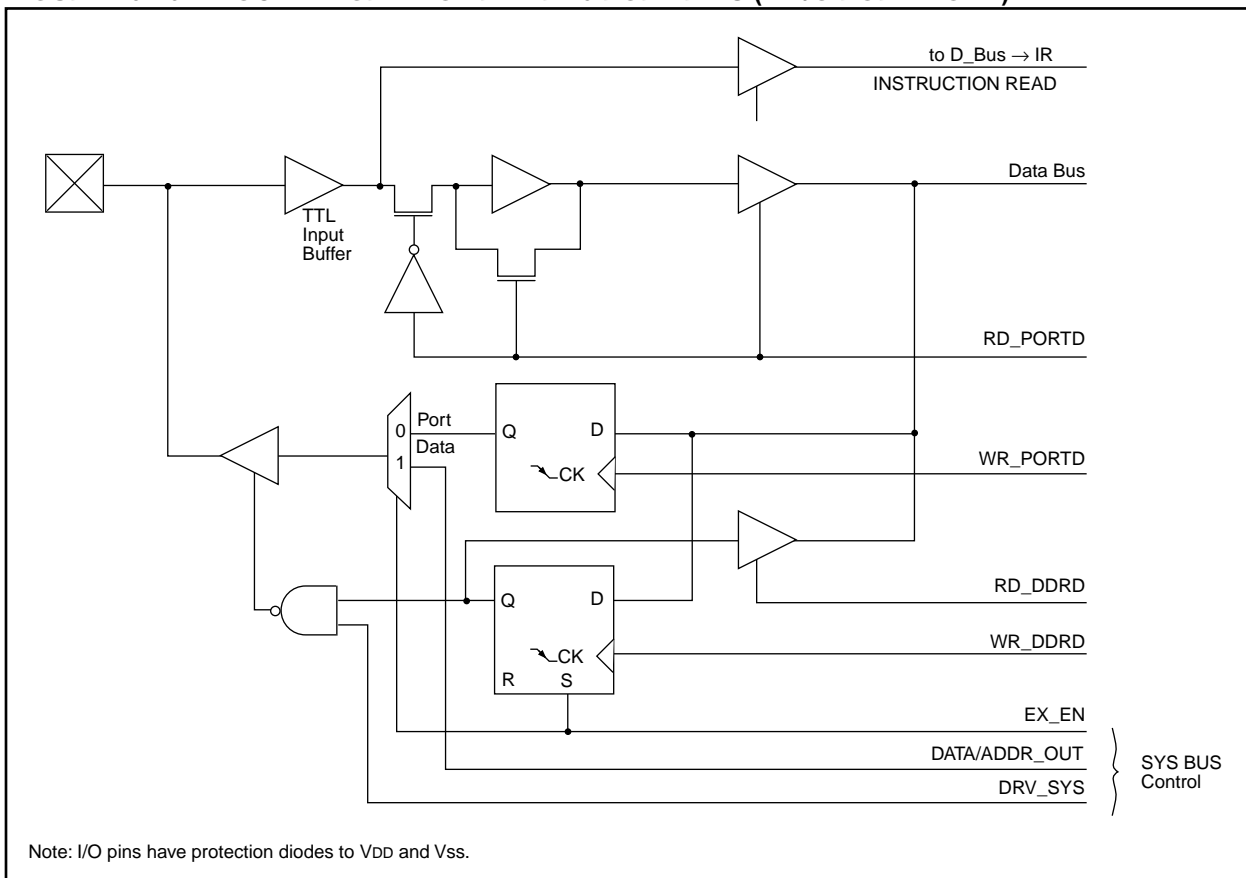 to D_Bus → IR
INSTRUCTION READ
Data Bus
TTL
Input
Buffer
RD_PORTD
Port
0
Data
1
Q
D
CK
WR_PORTD
RD_DDRD
Q
D
CK
WR_DDRD
R
S
EX_EN
DATA/ADDR_OUT
DRV_SYS
SYS BUS
Control
Note: I/O pins have protection diodes to VDD and Vss.